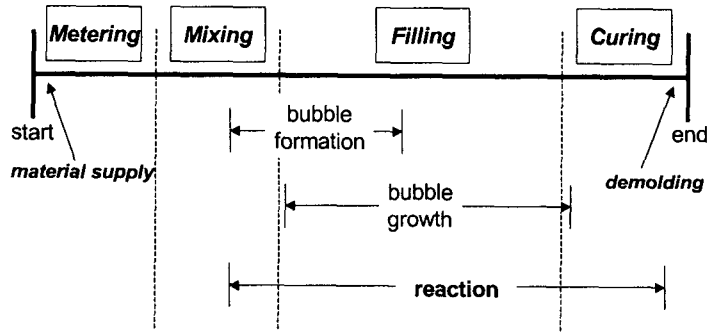 Metering Mixing Filling Curing
start
end
bubble
formation
material supply
demolding
bubble
growth
reaction